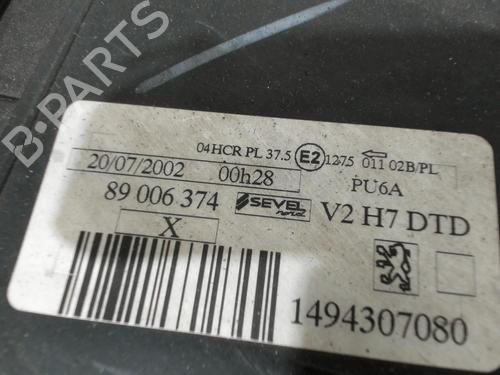 B-PARTS
04HCR PL 37.5 E2 1275 011 02B/PL
20/07/2002 00h28 PU6A
89 006 374 SEVEL V2 H7 DTD
X
1494307080